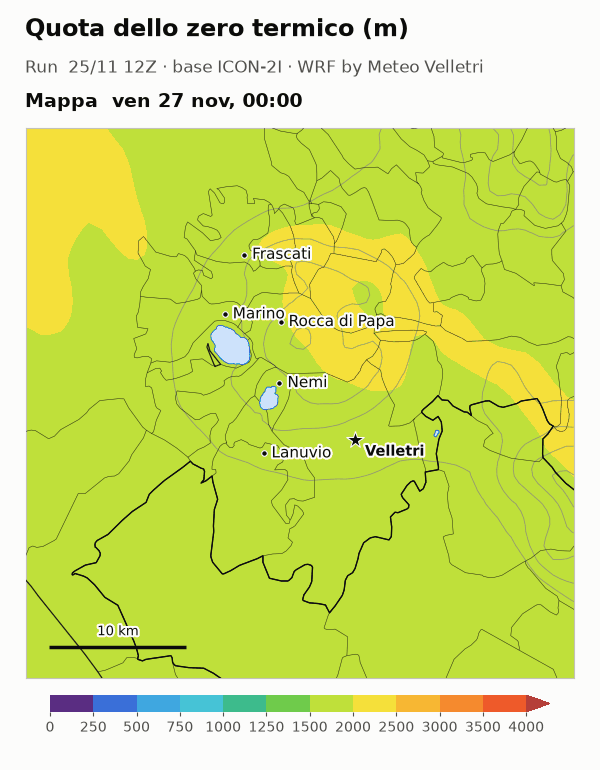 Quota dello zero termico (m)
Run  25/11 12Z · base ICON-2I · WRF by Meteo Velletri
Mappa  ven 27 nov, 00:00
Frascati
Marino
Rocca di Papa
Nemi
Velletri
Lanuvio
10 km
0 250 500 750 1000 1250 1500 2000 2500 3000 3500 4000